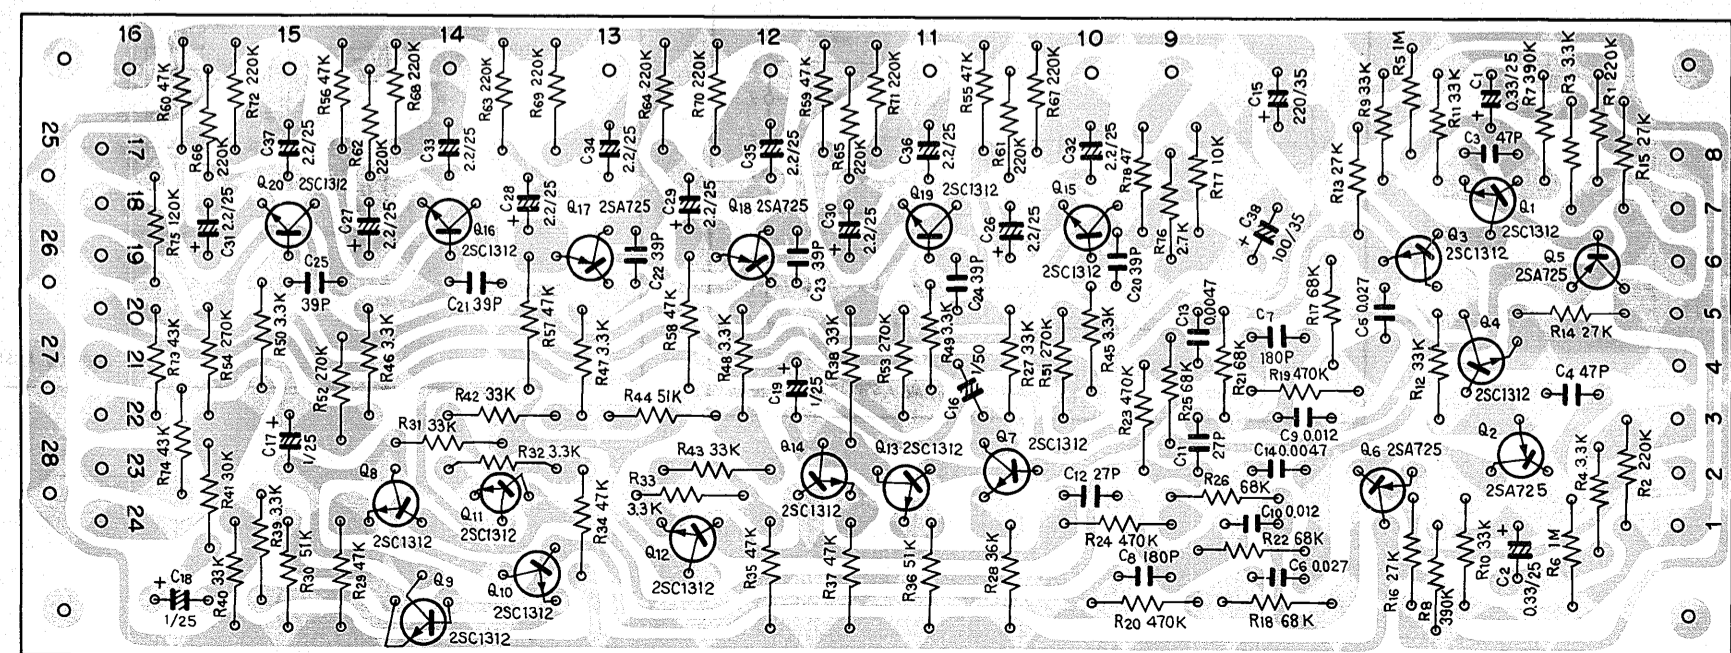 16
15
14
13
12
11
10
9
R60 47K
R72 220K
R56 47K
R68 220K
R63 220K
R69 220K
R64 220K
R70 220K
R59 47K
R71 220K
R55 47K
R67 220K
C15 220/35
R9 33K
R5 1M
R11 33K
C1 0.33/25
R7 390K
R3 3.3K
R1 220K
25
17
R66 220K
C37 2.2/25
R62 220K
C33 2.2/25
C34 2.2/25
C35 2.2/25
R65 220K
C36 2.2/25
R61 220K
C32 2.2/25
R78 47
R77 10K
R13 27K
C3 47P
R15 27K
8
18
R75 120K
C31 2.2/25
Q20 2SC1312
C27 2.2/25
Q16 2SC1312
C28 2.2/25
Q17 2SA725
C29 2.2/25
Q18 2SA725
C30 2.2/25
Q19 2SC1312
C26 2.2/25
Q15 2SC1312
R76 27K
C38 100/35
Q3 2SC1312
Q1 2SC1312
Q5 2SA725
7
26
19
C25 39P
C21 39P
C22 39P
C23 39P
C24 39P
C20 39P
6
20
R73 43K
R54 270K
R50 3.3K
R46 3.3K
R57 47K
R47 3.3K
R58 47K
R48 3.3K
R38 33K
R53 270K
R49 3.3K
R27 33K
R51 270K
R45 3.3K
C13 0.0047
C7 180P
R17 68K
C5 0.027
Q4 2SC1312
R14 27K
5
27
21
R52 270K
C19 1/25
C16 1/50
R23 470K
R25 68K
R21 68K
R19 470K
R12 33K
C4 47P
4
22
R74 43K
C17 1/25
R42 33K
R44 51K
R31 33K
C11 27P
C9 0.012
3
28
23
R41 30K
Q8 2SC1312
R32 3.3K
R43 33K
Q14 2SC1312
Q13 2SC1312
Q7 2SC1312
C14 0.0047
Q6 2SA725
Q2 2SA725
R4 3.3K
R2 220K
2
24
R39 3.3K
Q11 2SC1312
R34 47K
R33 3.3K
C12 27P
R26 68K
C10 0.012
1
R40 33K
R30 51K
R29 47K
Q12 2SC1312
R35 47K
R37 47K
R36 51K
R28 36K
R24 470K
R22 68K
R16 27K
R8 390K
R10 33K
C2 0.33/25
R6 1M
C18 1/25
Q9 2SC1312
Q10 2SC1312
C8 180P
C6 0.027
R20 470K
R18 68K